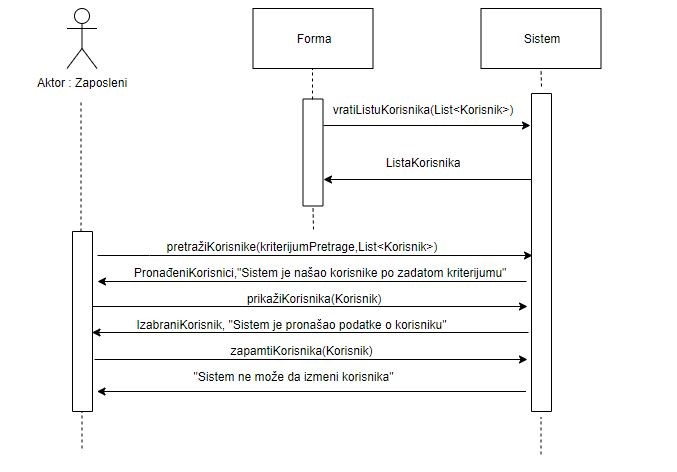 Forma
Sistem
Aktor : Zaposleni
vratiListuKorisnika(List<Korisnik>)
ListaKorisnika
pretražiKorisnike(kriterijumPretrage,List<Korisnik>)
PronađeniKorisnici,"Sistem je našao korisnike po zadatom kriterijumu"
prikažiKorisnika(Korisnik)
IzabraniKorisnik, "Sistem je pronašao podatke o korisniku"
zapamtiKorisnika(Korisnik)
"Sistem ne može da izmeni korisnika"